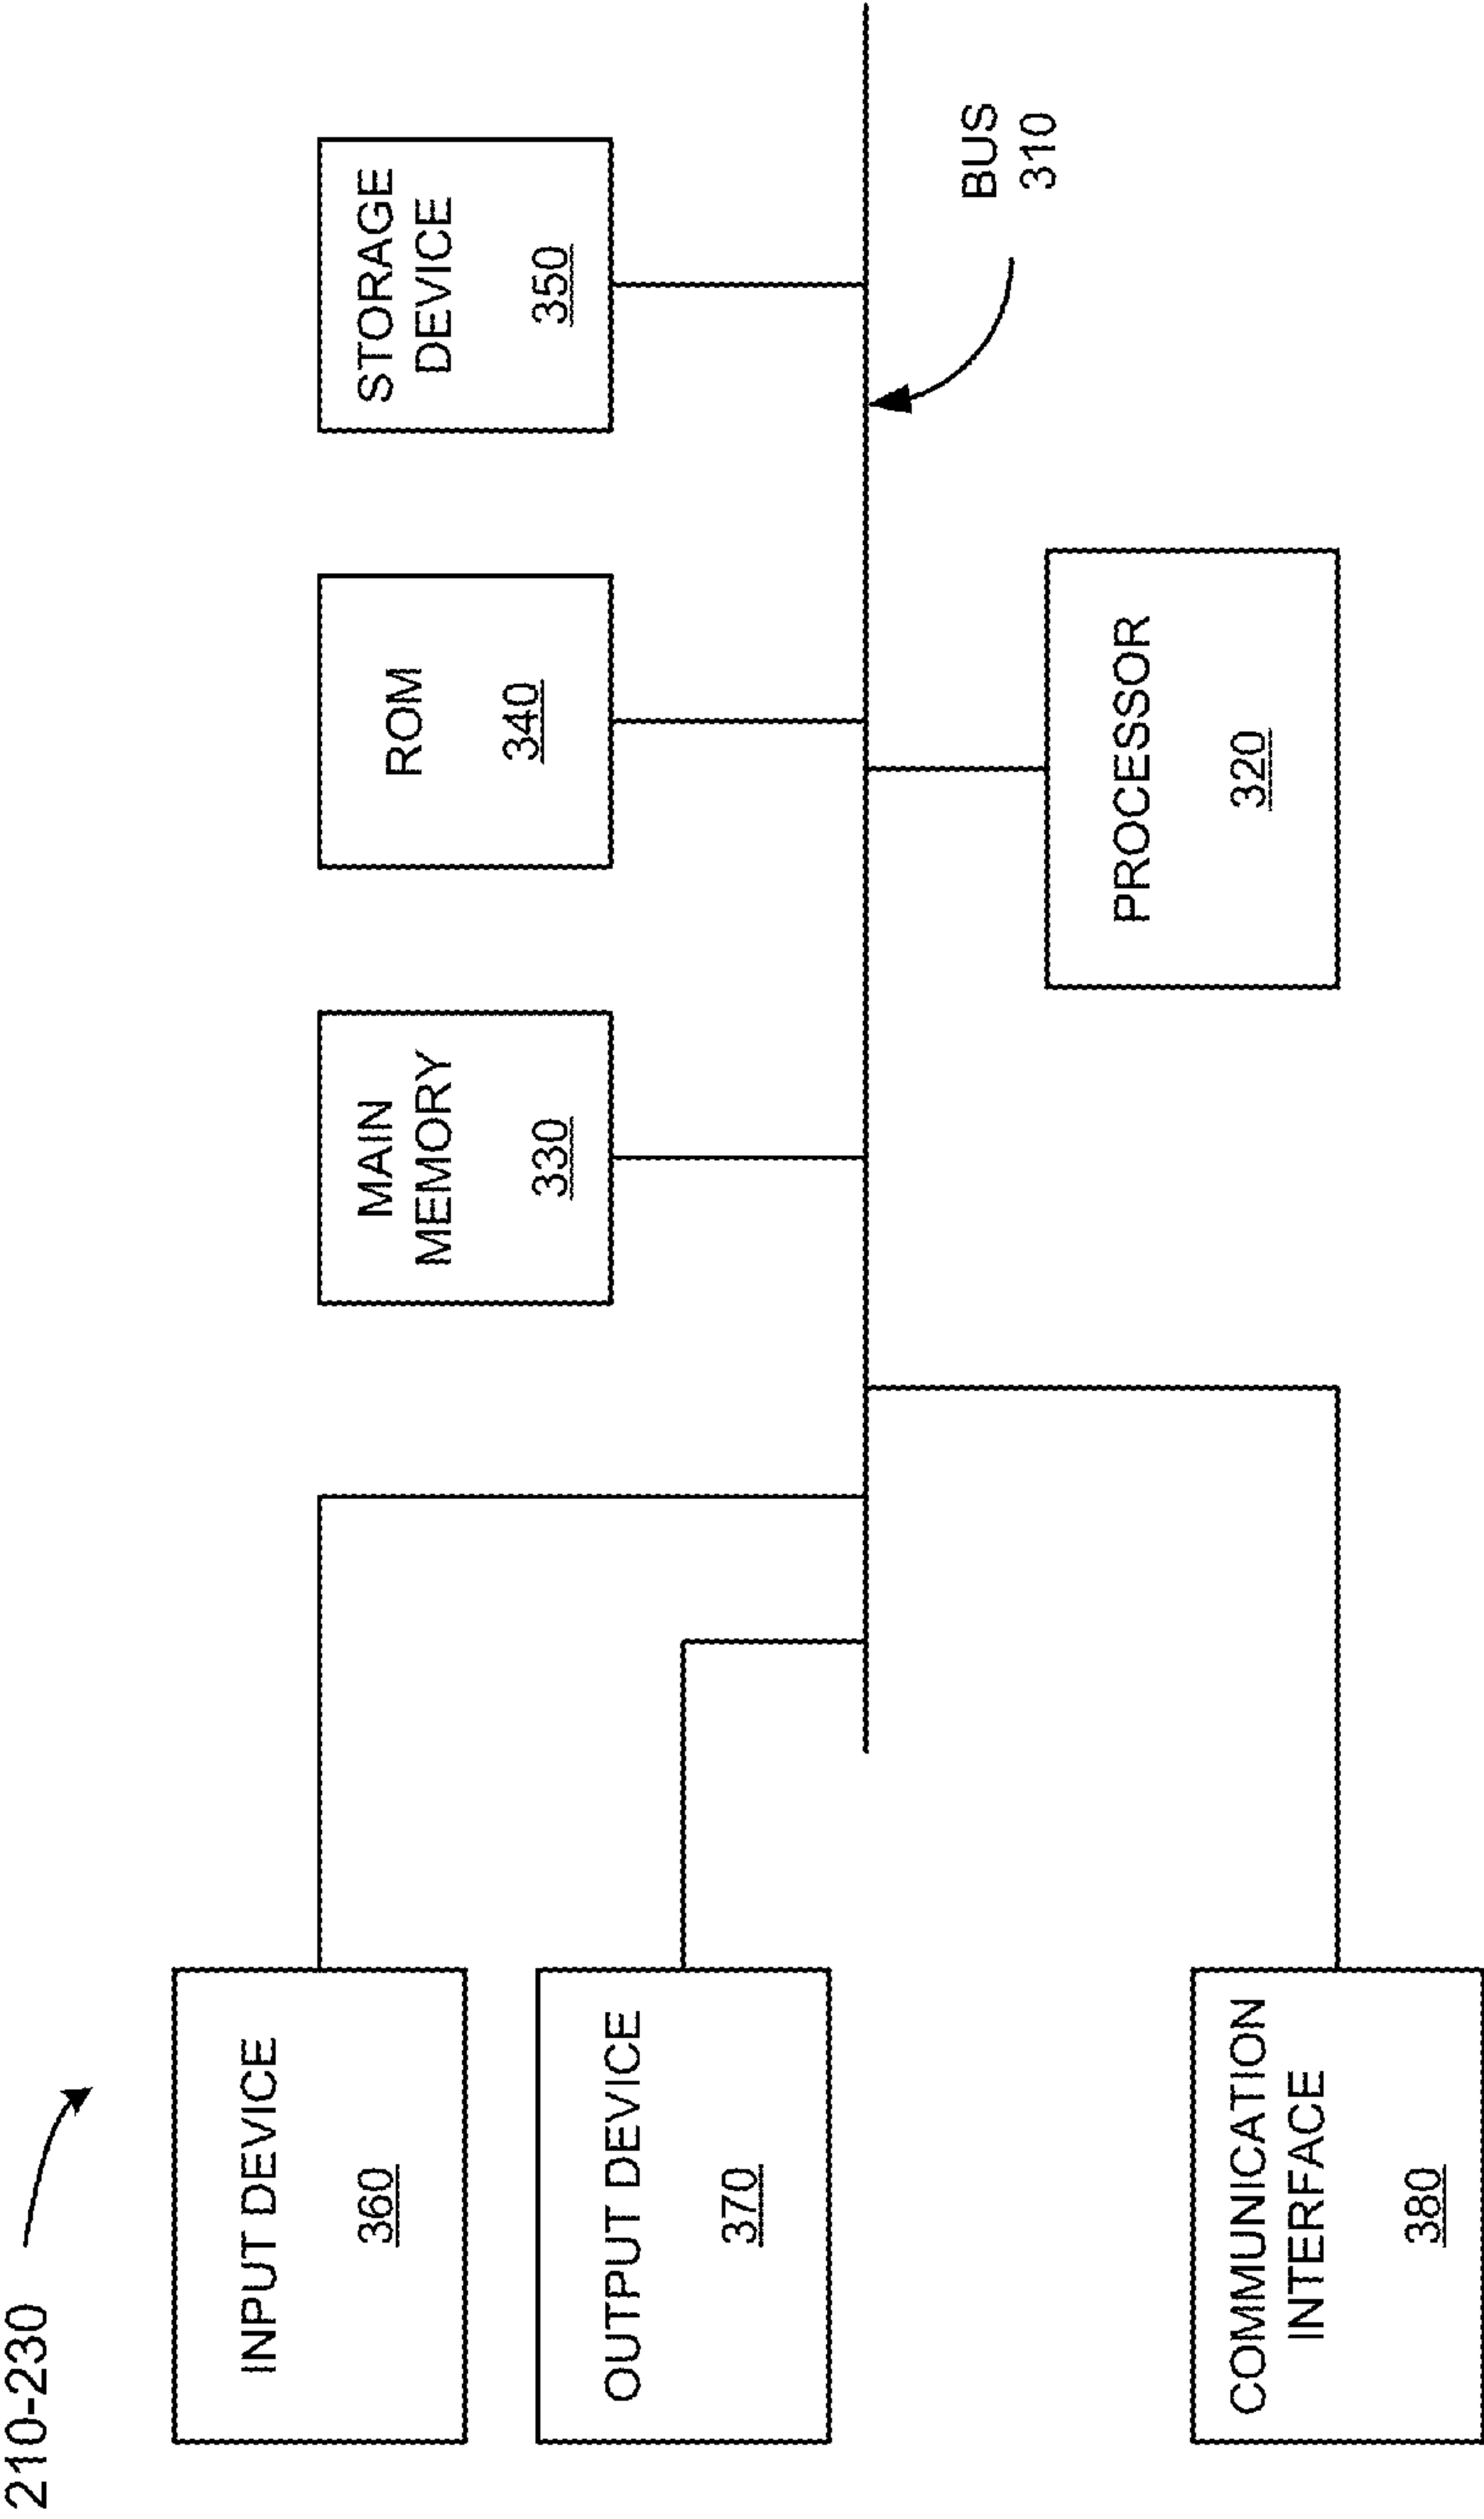 210-230
INPUT DEVICE
360
OUTPUT DEVICE
370
COMMUNICATION
INTERFACE
380
MAIN
MEMORY
330
ROM
340
STORAGE
DEVICE
350
PROCESSOR
320
BUS
310